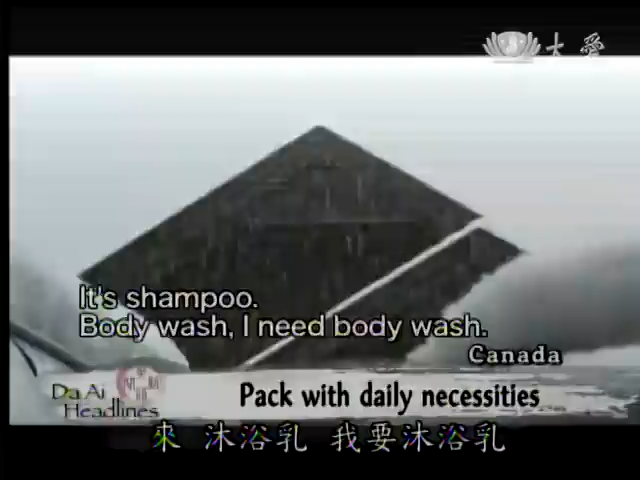 大愛
It's shampoo.
Body wash, I need body wash.
Canada
Da Ai
Headlines
Pack with daily necessities
來 沐浴乳 我要沐浴乳